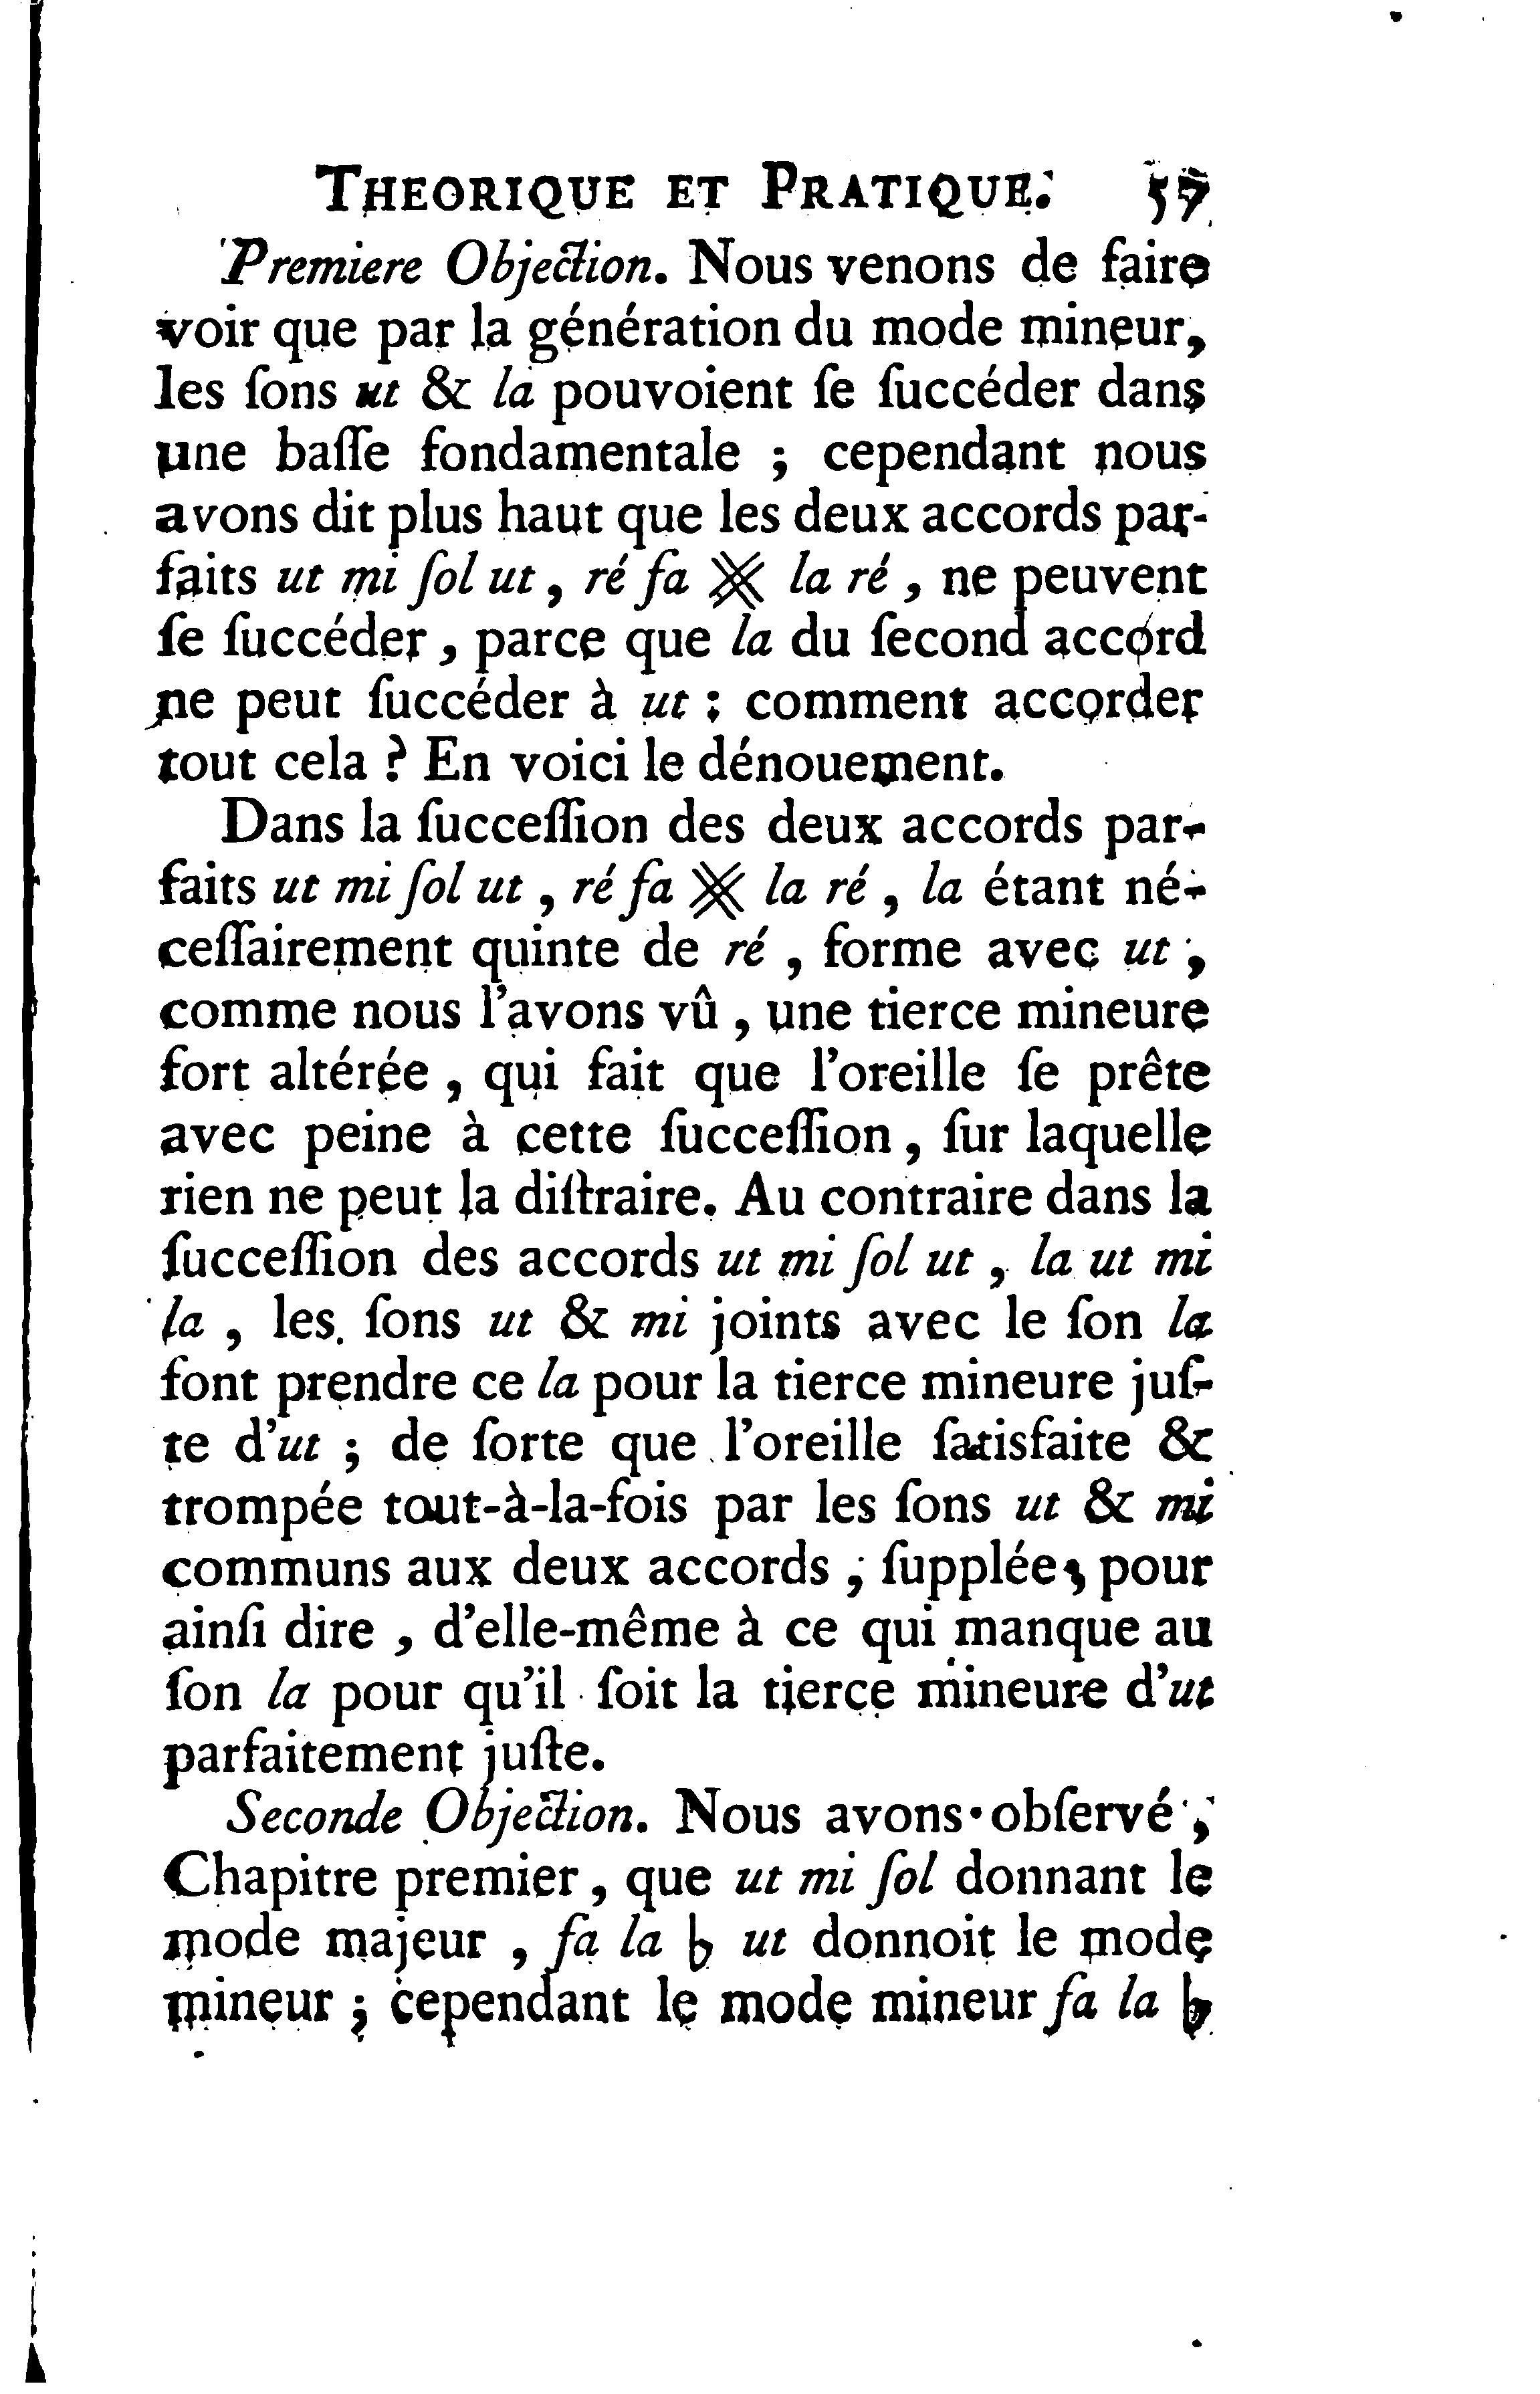 THEORIQUE ET PRATIQUE. 57
Premiere Objection. Nous venons de faire
voir que par la génération du mode mineur,
les ſons ut & la pouvoient ſe ſuccéder dans
une baſſe fondamentale ; cependant nous
avons dit plus haut que les deux accords par-
faits ut mi ſol ut , ré fa ※ la ré , ne peuvent
ſe ſuccéder , parce que la du ſecond accord
ne peut ſuccéder à ut : comment accorder
tout cela ? En voici le dénouement.
Dans la ſucceſſion des deux accords par-
faits ut mi ſol ut , ré fa ※ la ré , la étant né-
ceſſairement quinte de ré , forme avec ut ,
comme nous l'avons vû , une tierce mineure
fort altérée , qui fait que l'oreille ſe prête
avec peine à cette ſucceſſion , ſur laquelle
rien ne peut la diſtraire. Au contraire dans la
ſucceſſion des accords ut mi ſol ut , la ut mi
la , les ſons ut & mi joints avec le ſon la
font prendre ce la pour la tierce mineure juſ-
te d'ut ; de ſorte que l'oreille ſatisfaite &
trompée tout-à-la-fois par les ſons ut & mi
communs aux deux accords , ſupplée, pour
ainſi dire , d'elle-même à ce qui manque au
ſon la pour qu'il ſoit la tierce mineure d'ut
parfaitement juſte.
Seconde Objection. Nous avons obſervé ,
Chapitre premier , que ut mi ſol donnant le
mode majeur , fa la ♭ ut donnoit le mode
mineur ; cependant le mode mineur fa la ♭